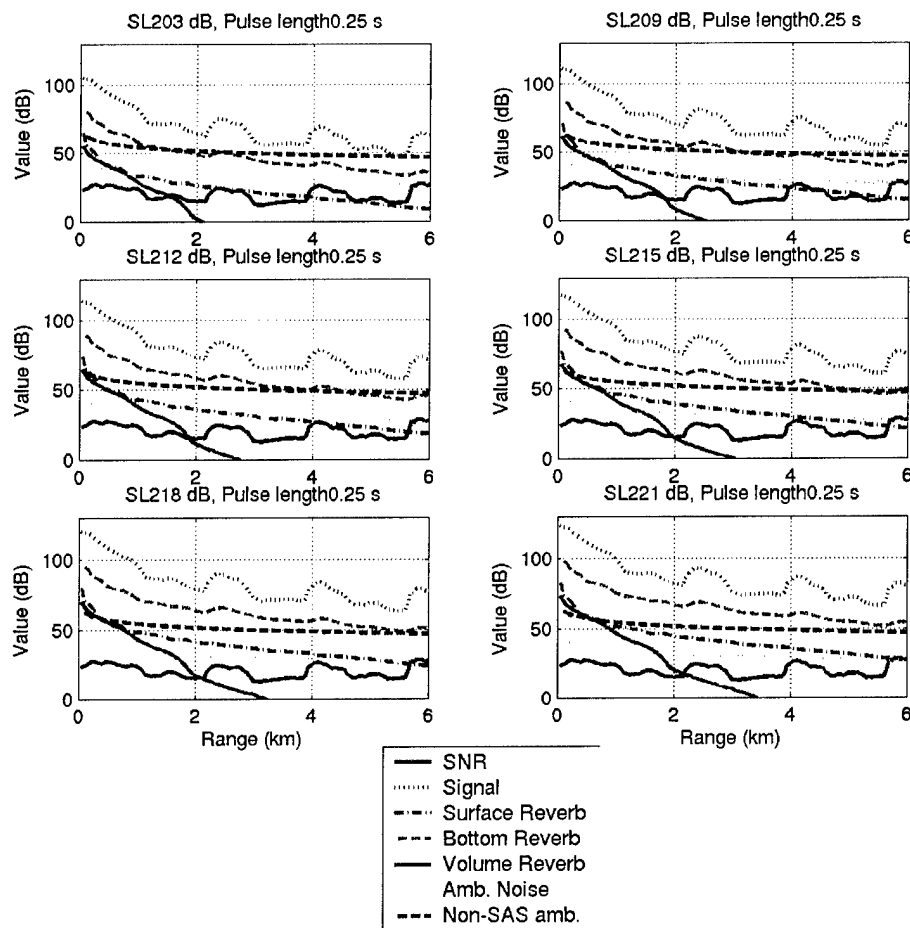 SL203 dB, Pulse length0.25 s
SL209 dB, Pulse length0.25 s
Value (dB)
100
50
0
0 2 4 6
Value (dB)
100
50
0
0 2 4 6
SL212 dB, Pulse length0.25 s
SL215 dB, Pulse length0.25 s
Value (dB)
100
50
0
0 2 4 6
Value (dB)
100
50
0
0 2 4 6
SL218 dB, Pulse length0.25 s
SL221 dB, Pulse length0.25 s
Value (dB)
100
50
0
0 2 4 6
Range (km)
Value (dB)
100
50
0
0 2 4 6
Range (km)
SNR
Signal
Surface Reverb
Bottom Reverb
Volume Reverb
Amb. Noise
Non-SAS amb.